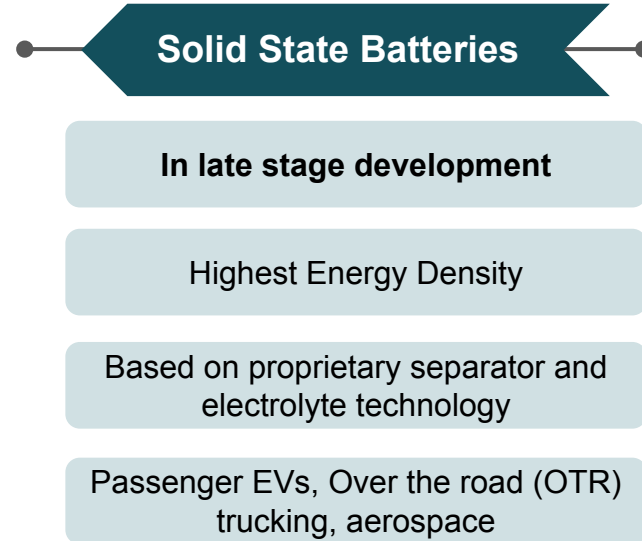 Solid State Batteries
In late stage development
Highest Energy Density
Based on proprietary separator and
electrolyte technology
Passenger EVs, Over the road (OTR)
trucking, aerospace